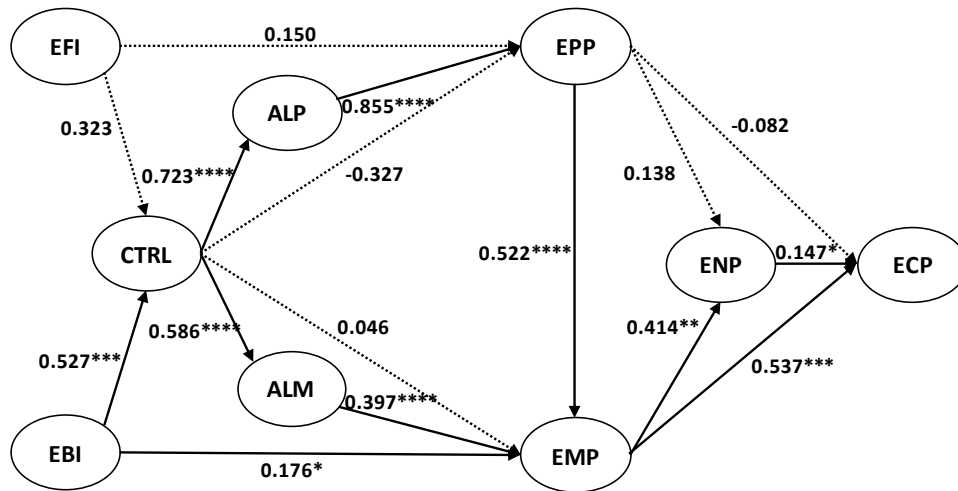 EFI
0.150
EPP
ALP
0.855****
0.323
-0.082
0.723****
-0.327
0.138
CTRL
0.522****
ENP
0.147*
ECP
0.586****
0.046
0.414**
0.527***
0.537***
ALM
0.397****
EBI
0.176*
EMP